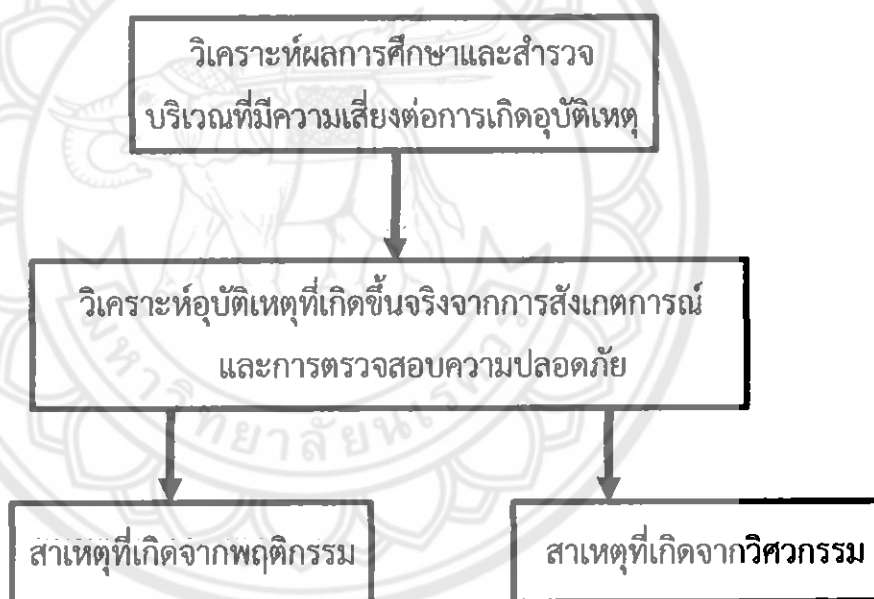 วิเคราะห์ผลการศึกษาและสำรวจ
บริเวณที่มีความเสี่ยงต่อการเกิดอุบัติเหตุ
วิเคราะห์อุบัติเหตุที่เกิดขึ้นจริงจากการสังเกตการณ์
และการตรวจสอบความปลอดภัย
สาเหตุที่เกิดจากพฤติกรรม
สาเหตุที่เกิดจากวิศวกรรม